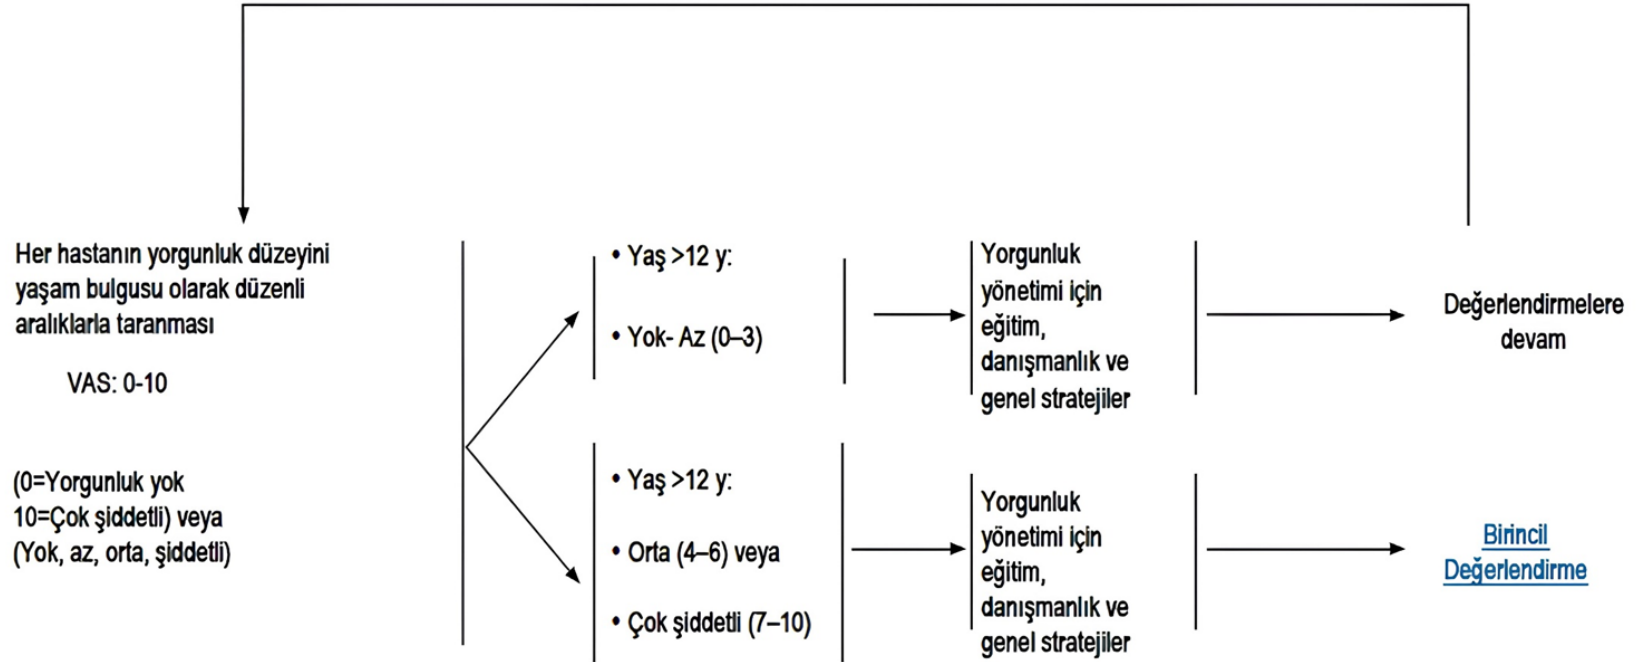 Her hastanın yorgunluk düzeyini
yaşam bulgusu olarak düzenli
aralıklarla taranması
VAS: 0-10
(0=Yorgunluk yok
10=Çok şiddetli) veya
(Yok, az, orta, şiddetli)
• Yaş >12 y:
• Yok- Az (0–3)
Yorgunluk
yönetimi için
eğitim,
danışmanlık ve
genel stratejiler
Değerlendirmelere
devam
• Yaş >12 y:
• Orta (4–6) veya
• Çok şiddetli (7–10)
Yorgunluk
yönetimi için
eğitim,
danışmanlık ve
genel stratejiler
Birincil
Değerlendirme